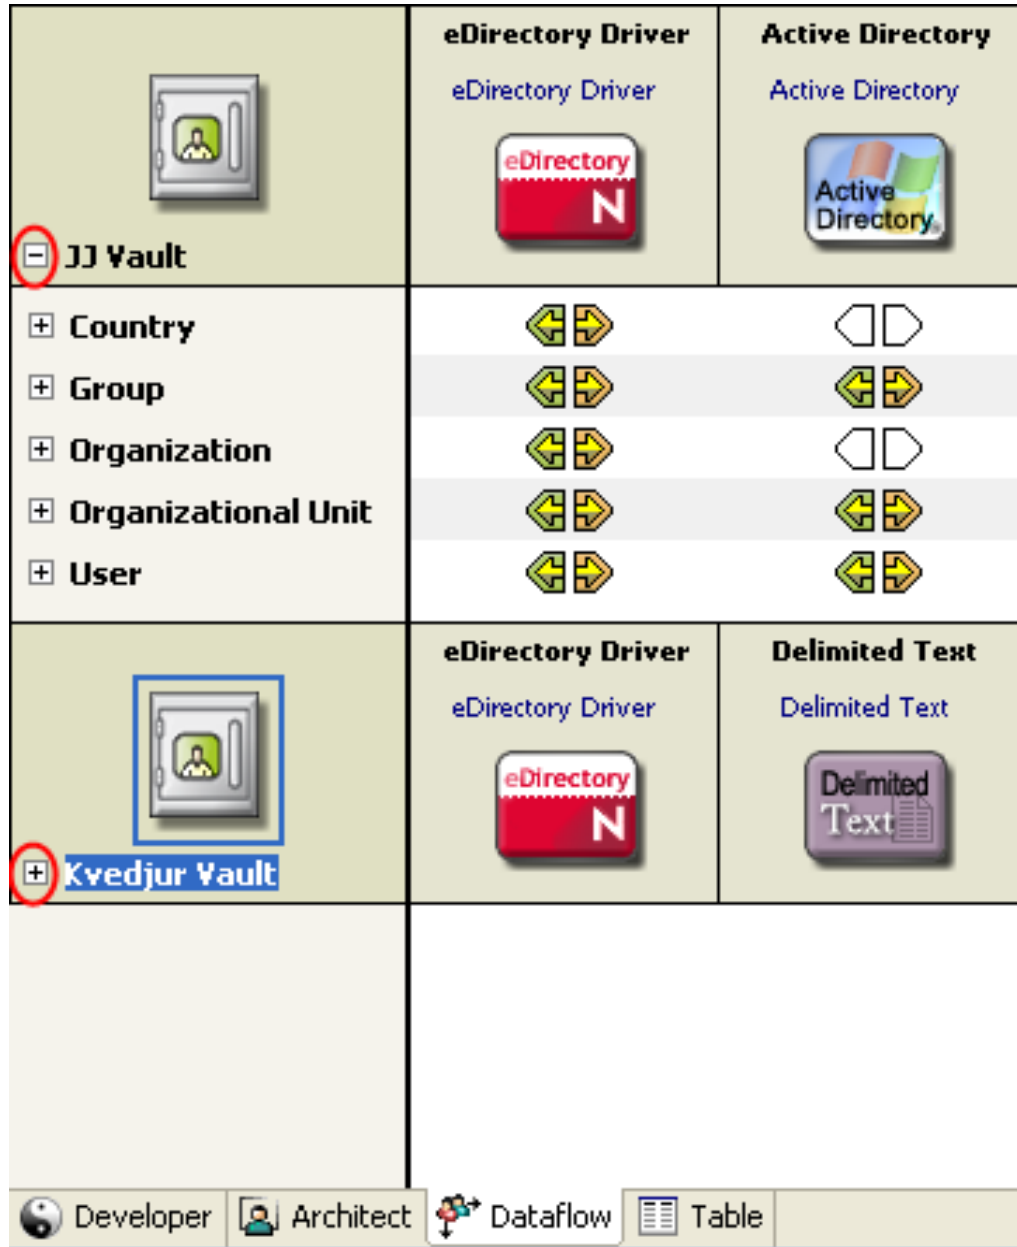 eDirectory Driver
Active Directory
eDirectory Driver
Active Directory
eDirectory
N
Active
Directory
JJ Vault
Country
Group
Organization
Organizational Unit
User
eDirectory Driver
Delimited Text
eDirectory Driver
Delimited Text
eDirectory
N
Delimited
Text
Kvedjur Vault
Developer
Architect
Dataflow
Table